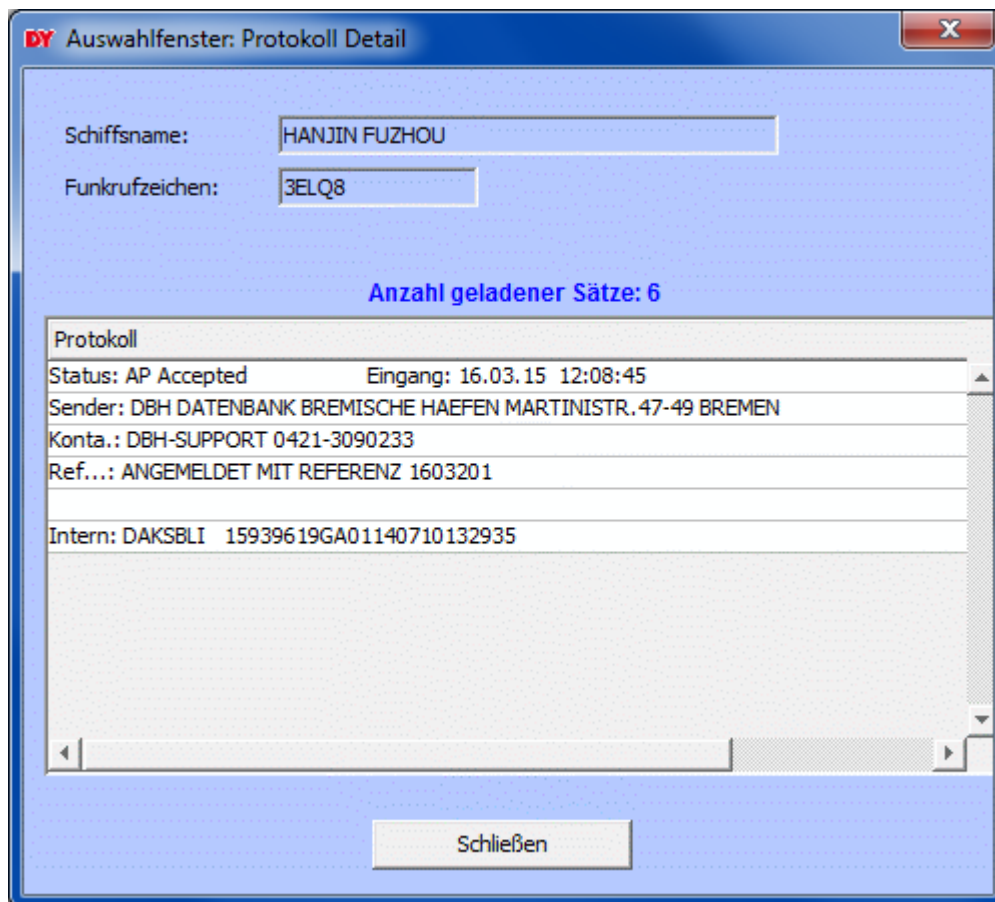 DY Auswahlfenster: Protokoll Detail
Schiffsname: HANJIN FUZHOU
Funkrufzeichen: 3ELQ8
Anzahl geladener Sätze: 6
Protokoll
Status: AP Accepted Eingang: 16.03.15 12:08:45
Sender: DBH DATENBANK BREMISCHE HAEFEN MARTINISTR.47-49 BREMEN
Konta.: DBH-SUPPORT 0421-3090233
Ref...: ANGEMELDET MIT REFERENZ 1603201
Intern: DAKSBLI 15939619GA01140710132935
Schließen